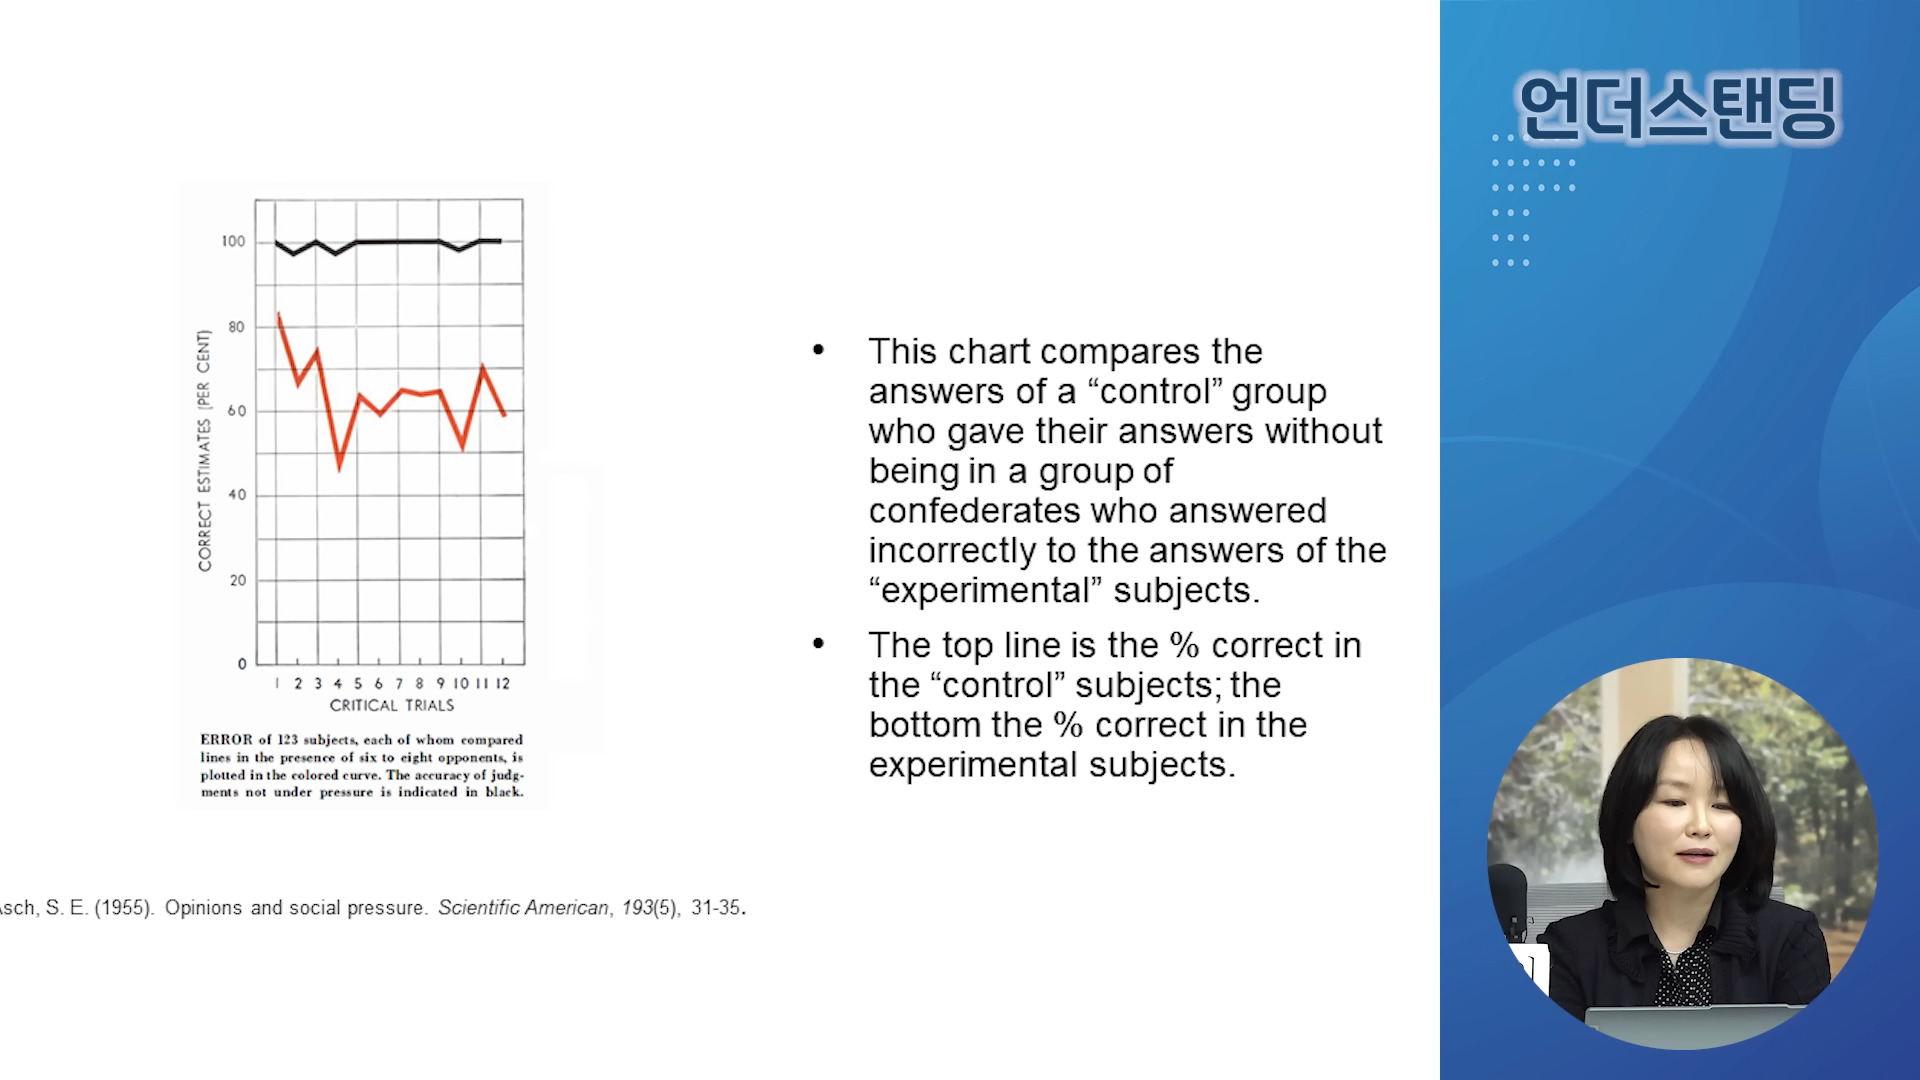 언더스탠딩
100
80
60
40
20
0
CORRECT ESTIMATES (PER CENT)
1 2 3 4 5 6 7 8 9 10 11 12
CRITICAL TRIALS
ERROR of 123 subjects, each of whom compared
lines in the presence of six to eight opponents, is
plotted in the colored curve. The accuracy of judg-
ments not under pressure is indicated in black.
• This chart compares the
answers of a “control” group
who gave their answers without
being in a group of
confederates who answered
incorrectly to the answers of the
“experimental” subjects.
• The top line is the % correct in
the “control” subjects; the
bottom the % correct in the
experimental subjects.
Asch, S. E. (1955). Opinions and social pressure. Scientific American, 193(5), 31-35.